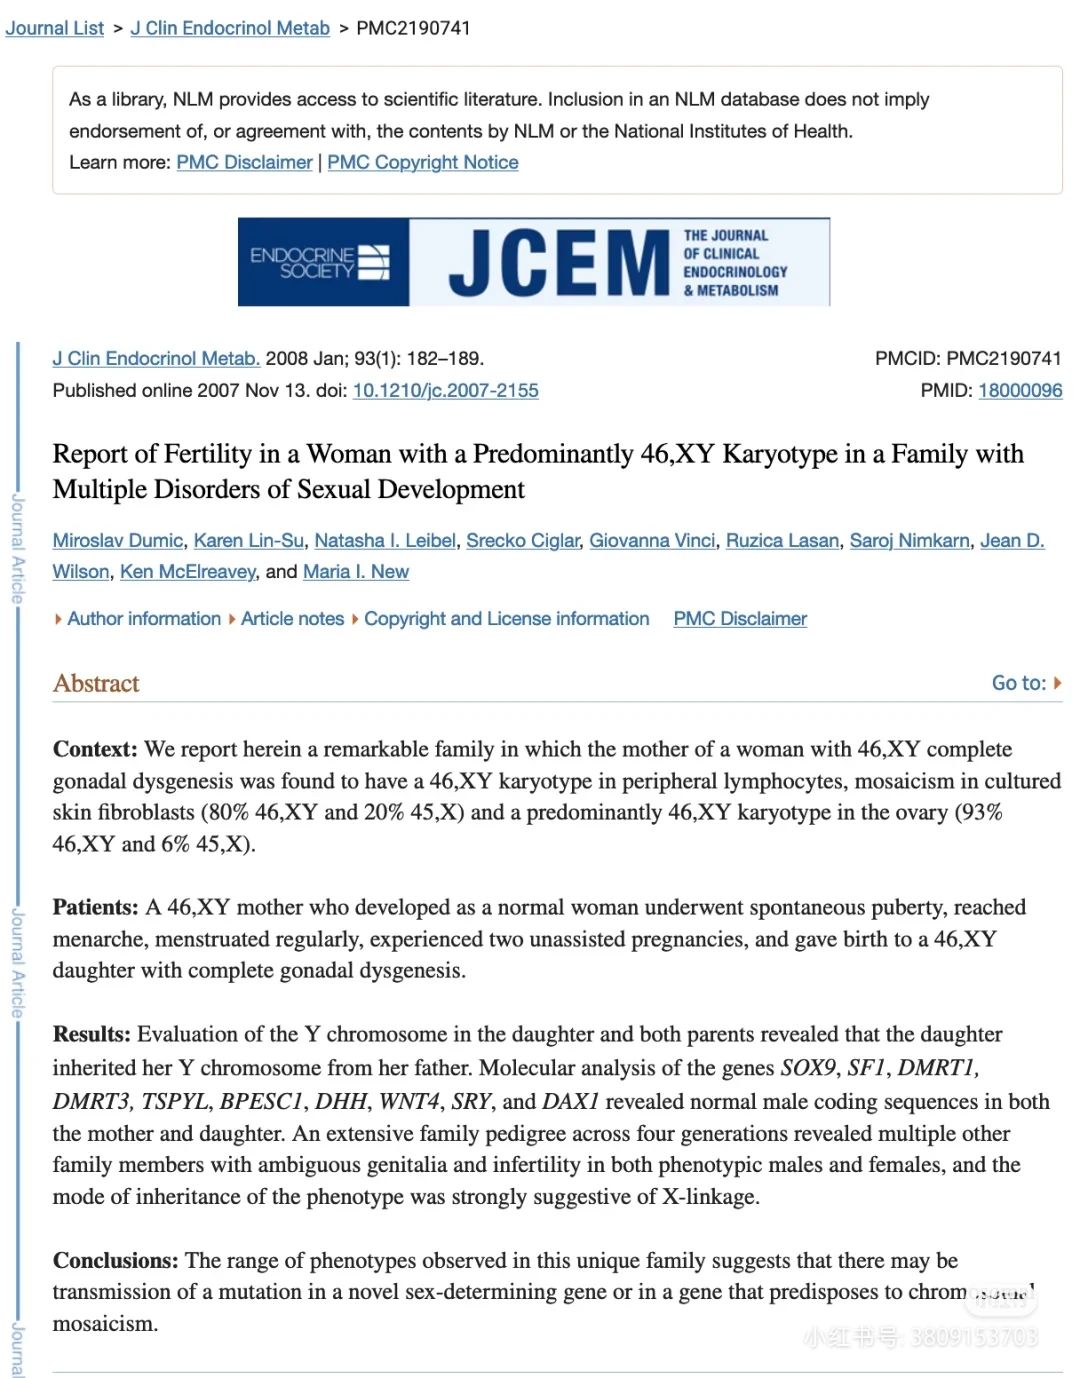 Journal List > J Clin Endocrinol Metab > PMC2190741
As a library, NLM provides access to scientific literature. Inclusion in an NLM database does not imply
endorsement of, or agreement with, the contents by NLM or the National Institutes of Health.
Learn more: PMC Disclaimer | PMC Copyright Notice
ENDOCRINE
SOCIETY
JCEM
THE JOURNAL
OF CLINICAL
ENDOCRINOLOGY
& METABOLISM
J Clin Endocrinol Metab. 2008 Jan; 93(1): 182–189.
PMCID: PMC2190741
Published online 2007 Nov 13. doi: 10.1210/jc.2007-2155
PMID: 18000096
Report of Fertility in a Woman with a Predominantly 46,XY Karyotype in a Family with
Multiple Disorders of Sexual Development
Miroslav Dumic, Karen Lin-Su, Natasha I. Leibel, Srecko Ciglar, Giovanna Vinci, Ruzica Lasan, Saroj Nimkarn, Jean D.
Wilson, Ken McElreavey, and Maria I. New
Author information Article notes Copyright and License information PMC Disclaimer
Abstract
Go to:
Context: We report herein a remarkable family in which the mother of a woman with 46,XY complete
gonadal dysgenesis was found to have a 46,XY karyotype in peripheral lymphocytes, mosaicism in cultured
skin fibroblasts (80% 46,XY and 20% 45,X) and a predominantly 46,XY karyotype in the ovary (93%
46,XY and 6% 45,X).
Patients: A 46,XY mother who developed as a normal woman underwent spontaneous puberty, reached
menarche, menstruated regularly, experienced two unassisted pregnancies, and gave birth to a 46,XY
daughter with complete gonadal dysgenesis.
Results: Evaluation of the Y chromosome in the daughter and both parents revealed that the daughter
inherited her Y chromosome from her father. Molecular analysis of the genes SOX9, SF1, DMRT1,
DMRT3, TSPYL, BPESC1, DHH, WNT4, SRY, and DAX1 revealed normal male coding sequences in both
the mother and daughter. An extensive family pedigree across four generations revealed multiple other
family members with ambiguous genitalia and infertility in both phenotypic males and females, and the
mode of inheritance of the phenotype was strongly suggestive of X-linkage.
Conclusions: The range of phenotypes observed in this unique family suggests that there may be
transmission of a mutation in a novel sex-determining gene or in a gene that predisposes to
mosaicism.
Journal Article
Journal Article
Journal
小红书号: 3809153703